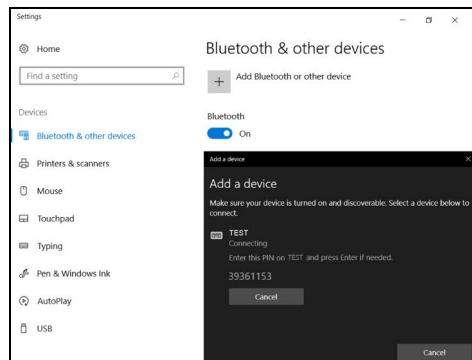 Settings
Home
Find a setting
Devices
Bluetooth & other devices
Printers & scanners
Mouse
Touchpad
Typing
Pen & Windows Ink
AutoPlay
USB
Bluetooth & other devices
Add Bluetooth or other device
Bluetooth
On
Add a device
Add a device
Make sure your device is turned on and discoverable. Select a device below to
connect.
TEST
Connecting
Enter this PIN on TEST and press Enter if needed.
39361153
Cancel
Cancel